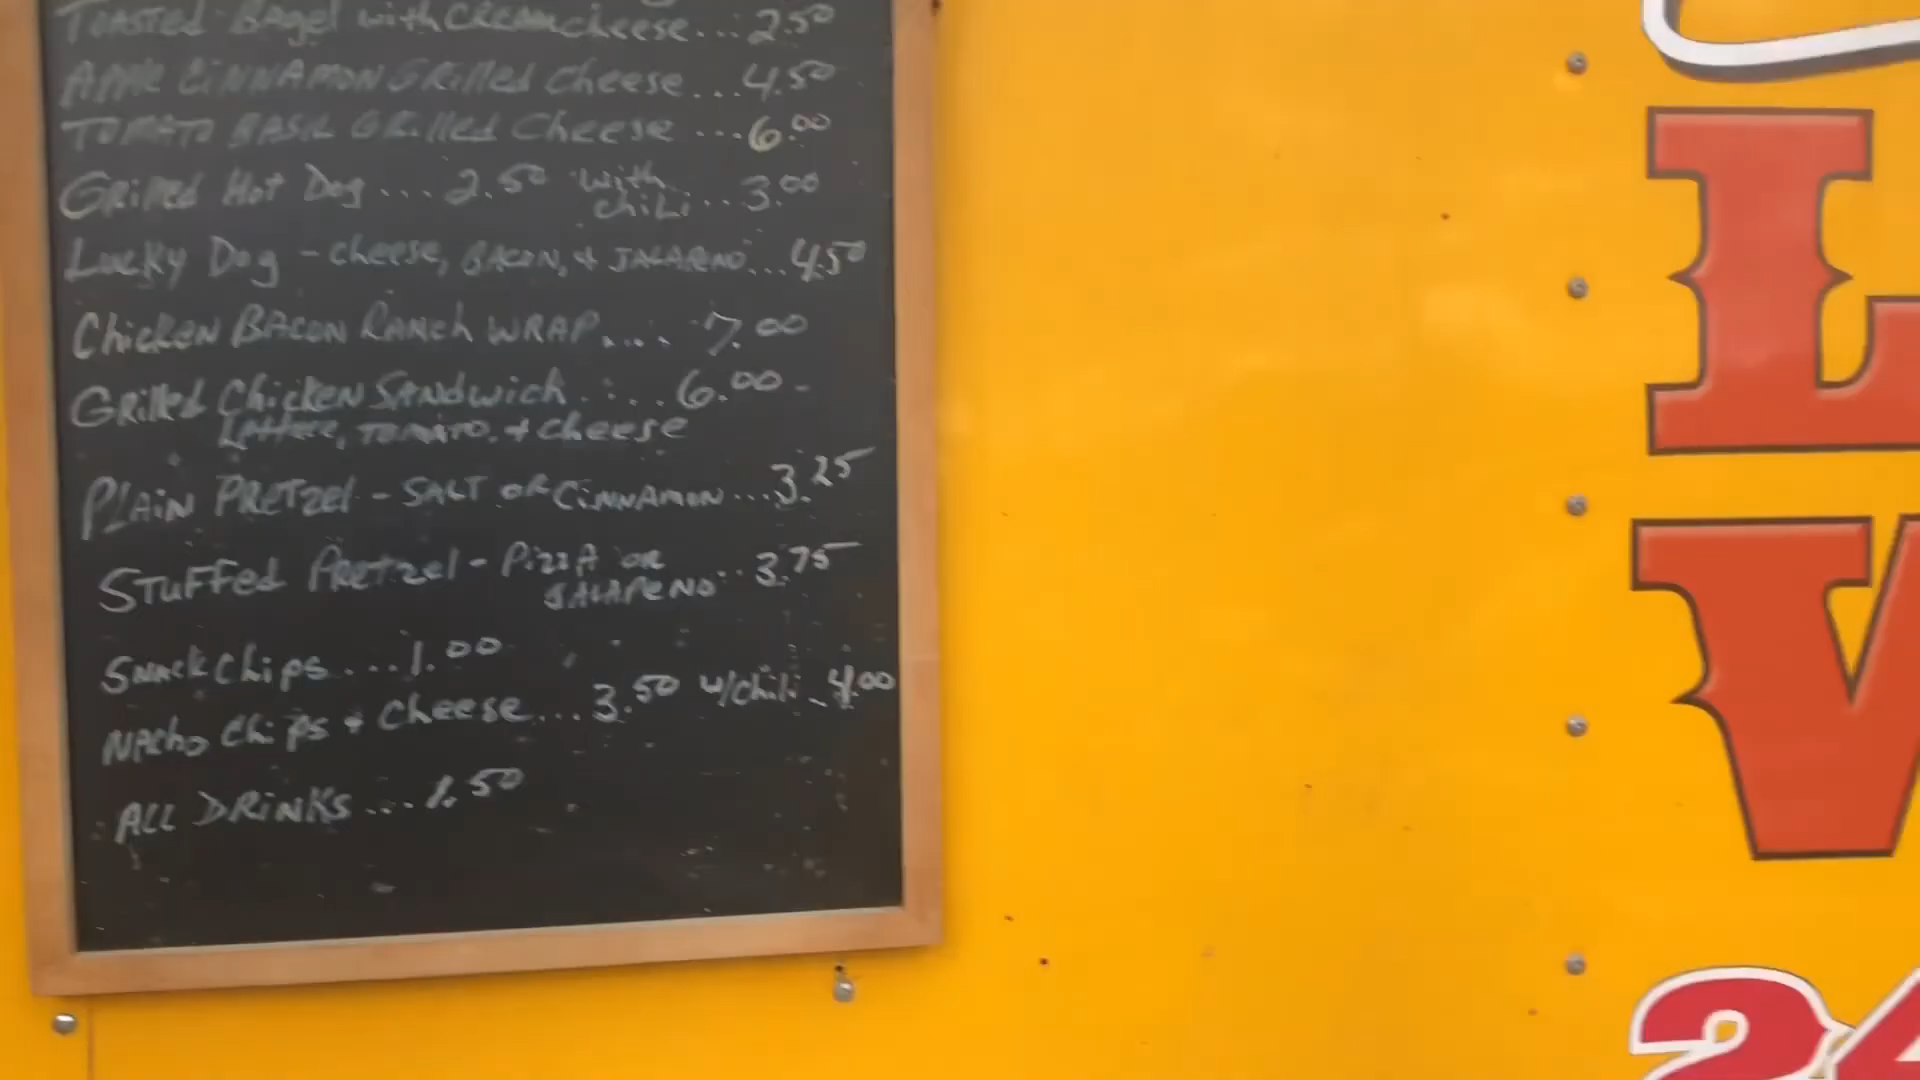 Toasted Bagel with Cream Cheese...2.50
Apple Cinnamon Grilled Cheese...4.50
Tomato Basil Grilled Cheese...6.00
Grilled Hot Dog...2.50 with chili...3.00
Lucky Dog - cheese, Bacon, + Jalapeno...4.50
Chicken Bacon Ranch Wrap....7.00
Grilled Chicken Sandwich.....6.00
Lettuce, Tomato, + cheese
Plain Pretzel - Salt or Cinnamon...3.25
Stuffed Pretzel - Pizza or Jalapeno..3.75
Snack Chips...1.00
Nacho Chips + Cheese...3.50 w/chili 4.00
All Drinks...1.50
L
V
24